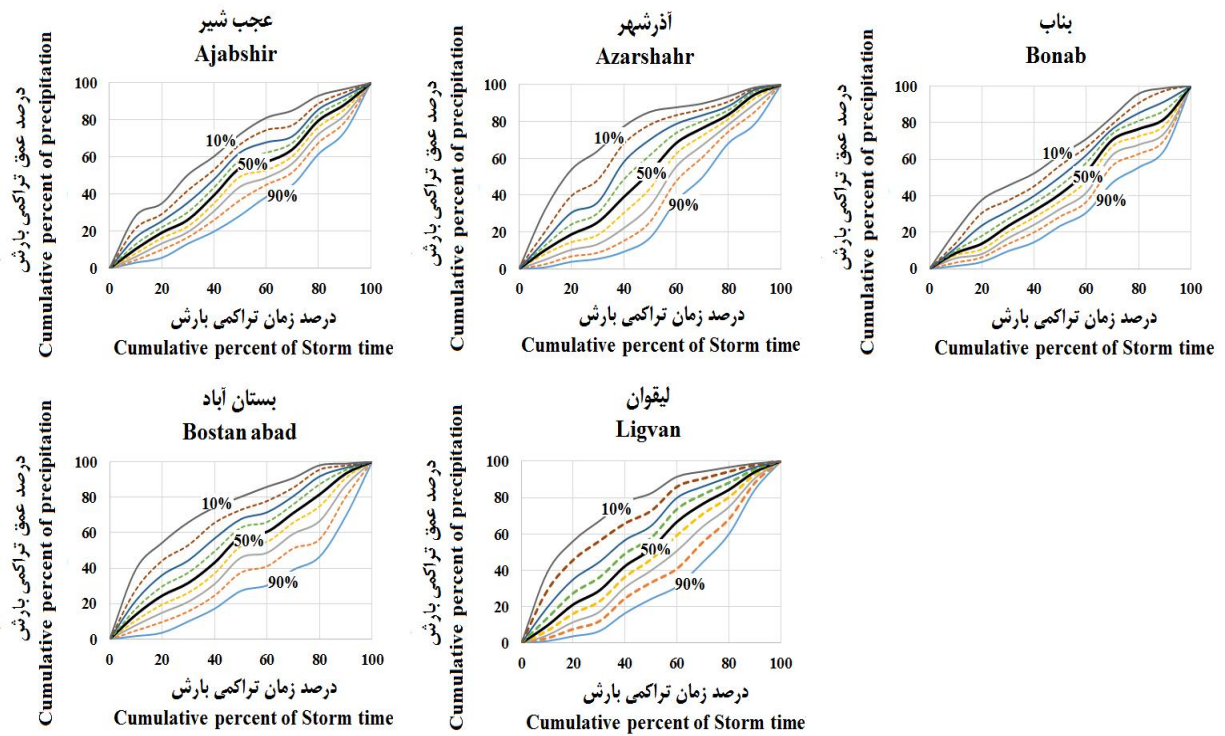 عجب شیر
Ajabshir
درصد عمق تراکمی بارش
Cumulative percent of precipitation
100
80
60
40
20
0
10%
50%
90%
0 20 40 60 80 100
درصد زمان تراکمی بارش
Cumulative percent of Storm time
آذرشهر
Azarshahr
درصد عمق تراکمی بارش
Cumulative percent of precipitation
100
80
60
40
20
0
10%
50%
90%
0 20 40 60 80 100
درصد زمان تراکمی بارش
Cumulative percent of Storm time
بناب
Bonab
درصد عمق تراکمی بارش
Cumulative percent of precipitation
100
80
60
40
20
0
10%
50%
90%
0 20 40 60 80 100
درصد زمان تراکمی بارش
Cumulative percent of Storm time
بستان آباد
Bostan abad
درصد عمق تراکمی بارش
Cumulative percent of precipitation
100
80
60
40
20
0
10%
50%
90%
0 20 40 60 80 100
درصد زمان تراکمی بارش
Cumulative percent of Storm time
لیقوان
Ligvan
درصد عمق تراکمی بارش
Cumulative percent of precipitation
100
80
60
40
20
0
10%
50%
90%
0 20 40 60 80 100
درصد زمان تراکمی بارش
Cumulative percent of Storm time